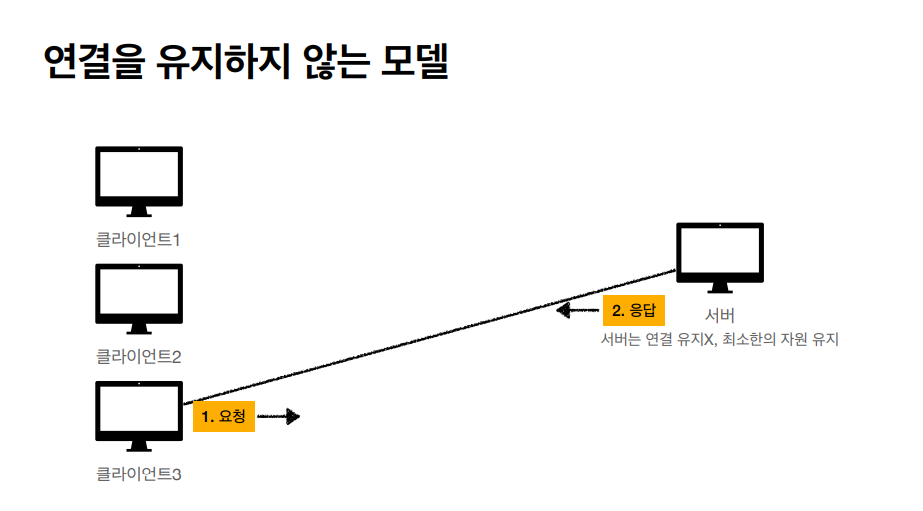 연결을 유지하지 않는 모델
클라이언트1
클라이언트2
클라이언트3
1. 요청
2. 응답
서버
서버는 연결 유지X, 최소한의 자원 유지